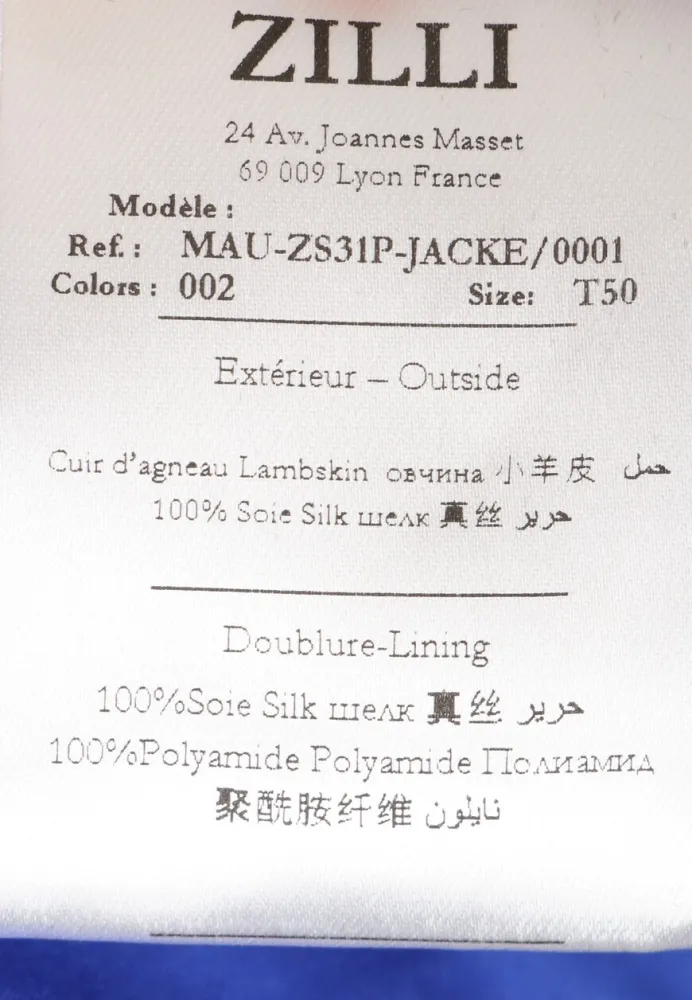 ZILLI
24 Av. Joannes Masset
69 009 Lyon France
Modèle :
Ref. : MAU-ZS31P-JACKE/0001
Colors : 002 Size: T50
Extérieur – Outside
Cuir d'agneau Lambskin овчина 小羊皮 حمل
100% Soie Silk шелк 真丝 حرير
Doublure-Lining
100%Soie Silk шелк 真丝 حرير
100%Polyamide Polyamide Полиамид
聚酰胺纤维 نايلون